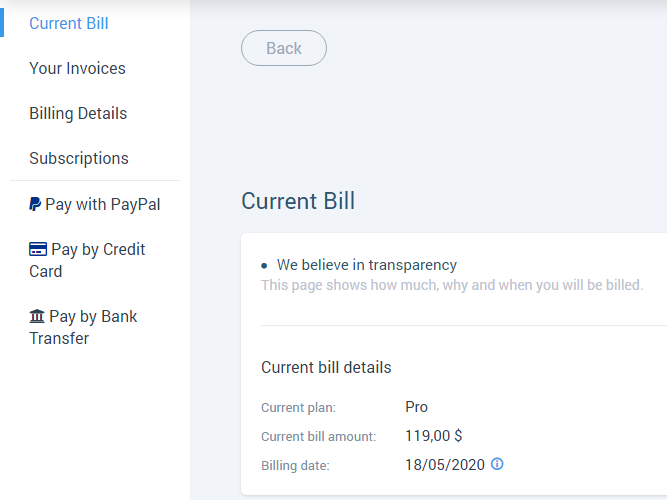 Current Bill
Your Invoices
Billing Details
Subscriptions
Pay with PayPal
Pay by Credit
Card
Pay by Bank
Transfer
Back
Current Bill
• We believe in transparency
This page shows how much, why and when you will be billed.
Current bill details
Current plan: Pro
Current bill amount: 119,00 $
Billing date: 18/05/2020